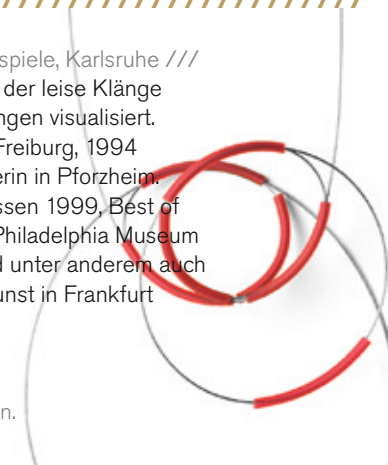 spiele, Karlsruhe ///
der leise Klänge
ngen visualisiert.
Freiburg, 1994
erin in Pforzheim.
ssen 1999, Best of
Philadelphia Museum
d unter anderem auch
unst in Frankfurt
n.